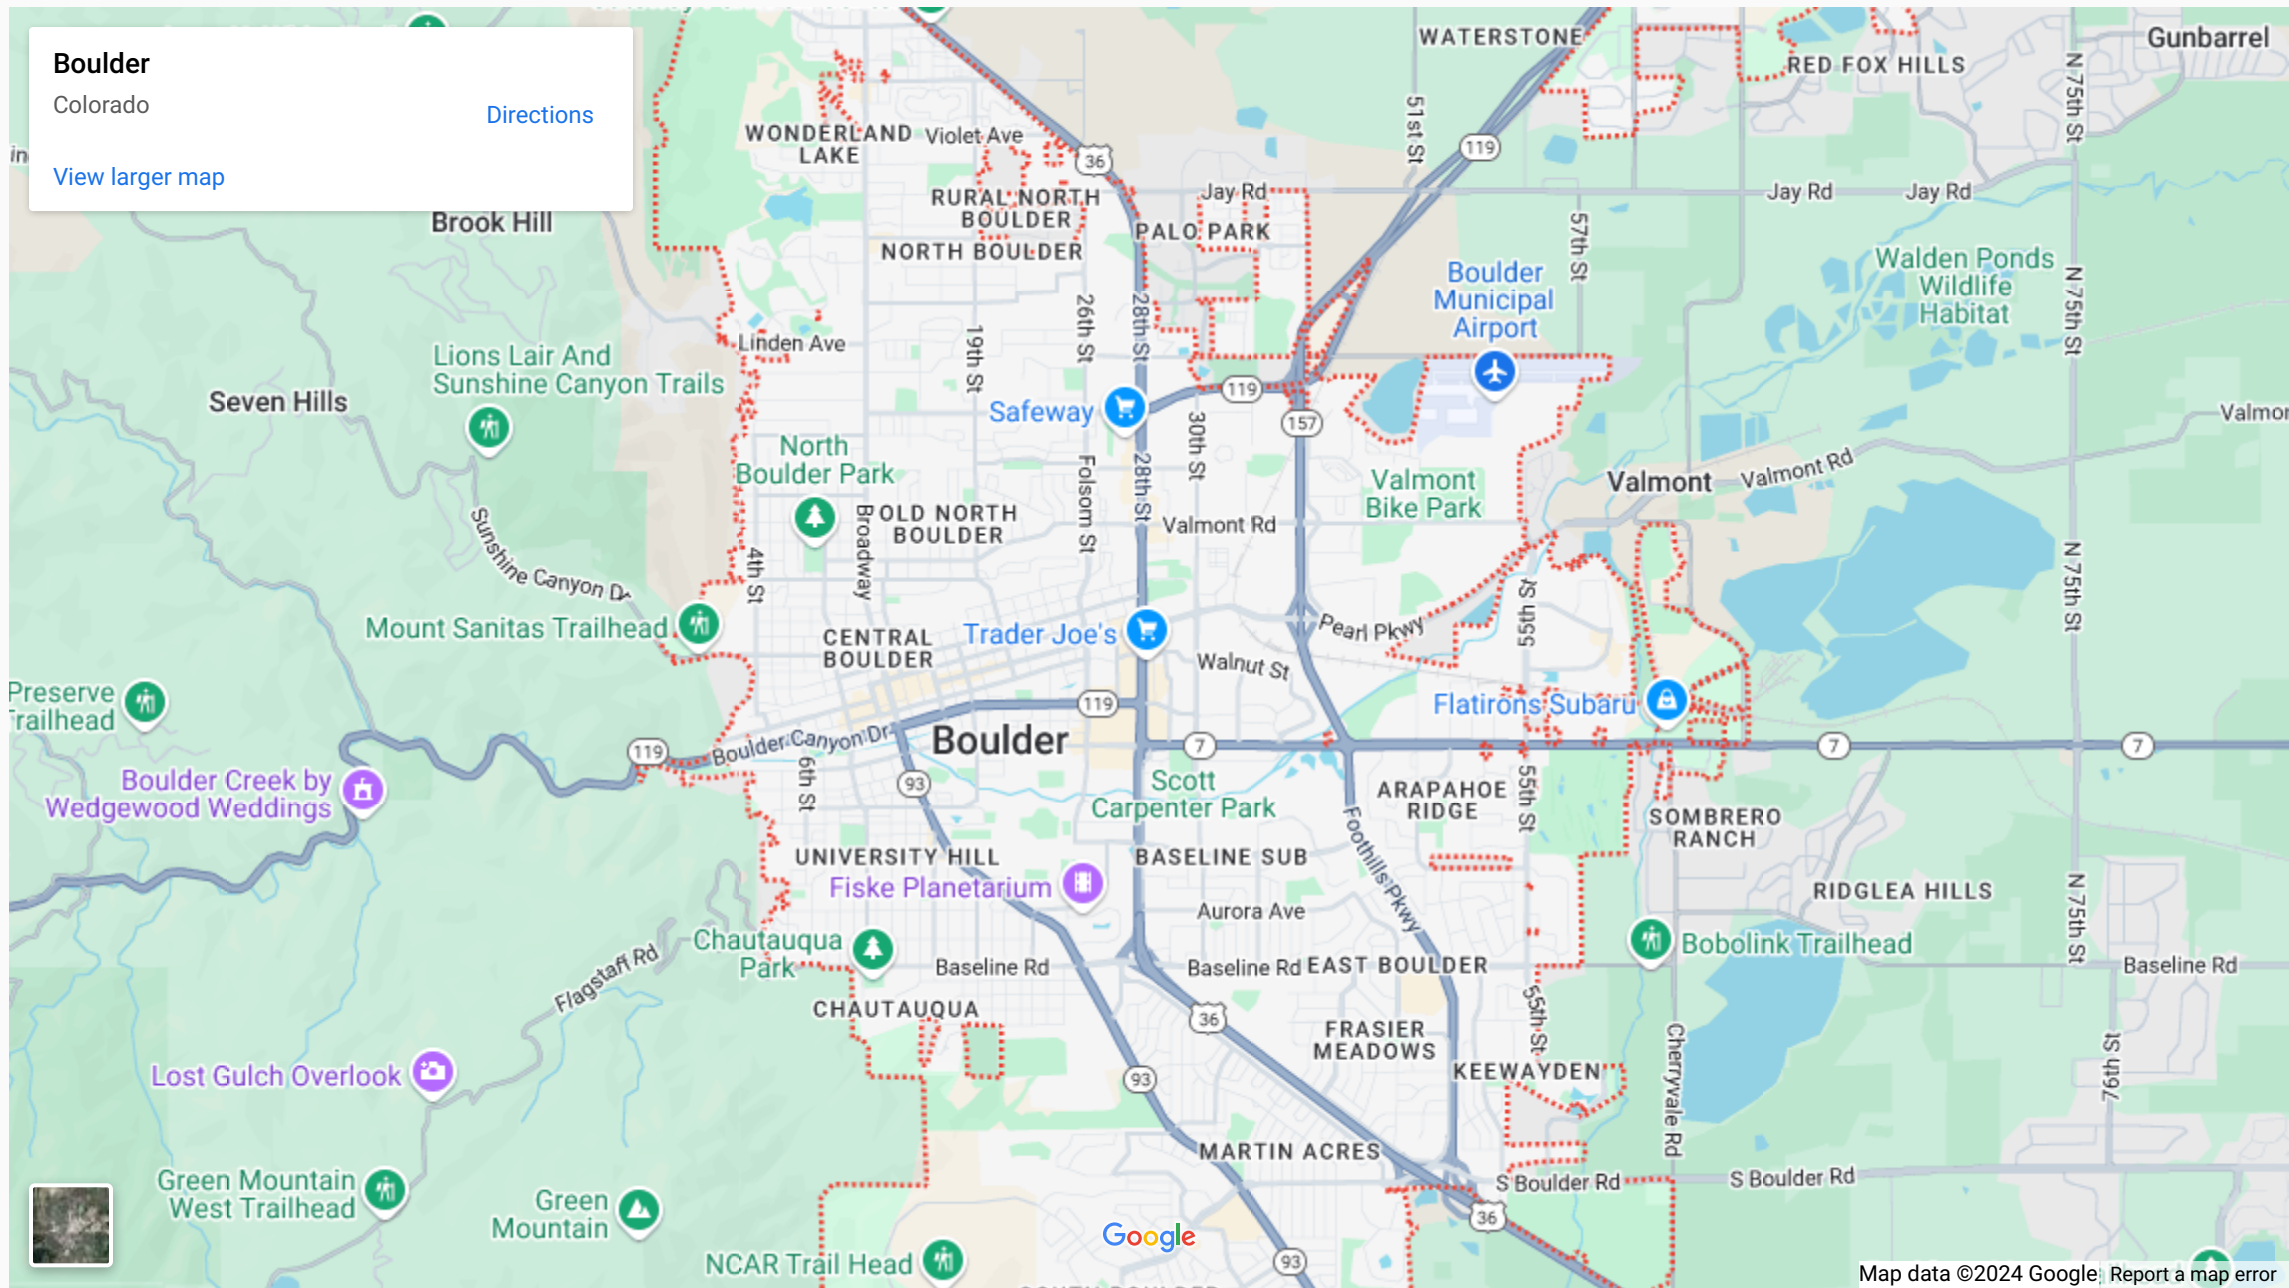 Boulder
Colorado
Directions
View larger map
WATERSTONE
Gunbarrel
RED FOX HILLS
N 75th St
51st St
119
WONDERLAND
LAKE
Violet Ave
36
RURAL NORTH
BOULDER
Jay Rd
Jay Rd
Jay Rd
Brook Hill
PALO PARK
57th St
NORTH BOULDER
Boulder
Municipal
Airport
Walden Ponds
Wildlife
Habitat
N 75th St
26th St
28th St
19th St
Linden Ave
Lions Lair And
Sunshine Canyon Trails
Seven Hills
Safeway
119
30th St
157
Valmont
Bike Park
Valmont
Valmont Rd
North
Boulder Park
Folsom St
28th St
OLD NORTH
BOULDER
Broadway
Valmont Rd
Sunshine Canyon Dr
4th St
55th St
N 75th St
Mount Sanitas Trailhead
CENTRAL
BOULDER
Trader Joe's
Pearl Pkwy
Walnut St
Preserve
Trailhead
119
Flatirons Subaru
119
Boulder Canyon Dr
Boulder
7
7
7
Boulder Creek by
Wedgewood Weddings
6th St
93
Scott
Carpenter Park
ARAPAHOE
RIDGE
55th St
SOMBRERO
RANCH
Foothills Pkwy
UNIVERSITY HILL
BASELINE SUB
Fiske Planetarium
RIDGLEA HILLS
Aurora Ave
N 75th St
Chautauqua
Park
Bobolink Trailhead
Flagstaff Rd
Baseline Rd
Baseline Rd
EAST BOULDER
Baseline Rd
CHAUTAUQUA
36
55th St
FRASIER
MEADOWS
Cherryvale Rd
76th St
Lost Gulch Overlook
93
KEEWAYDEN
MARTIN ACRES
Green Mountain
West Trailhead
S Boulder Rd
S Boulder Rd
Green
Mountain
36
Google
NCAR Trail Head
93
Map data ©2024 Google
Report a map error